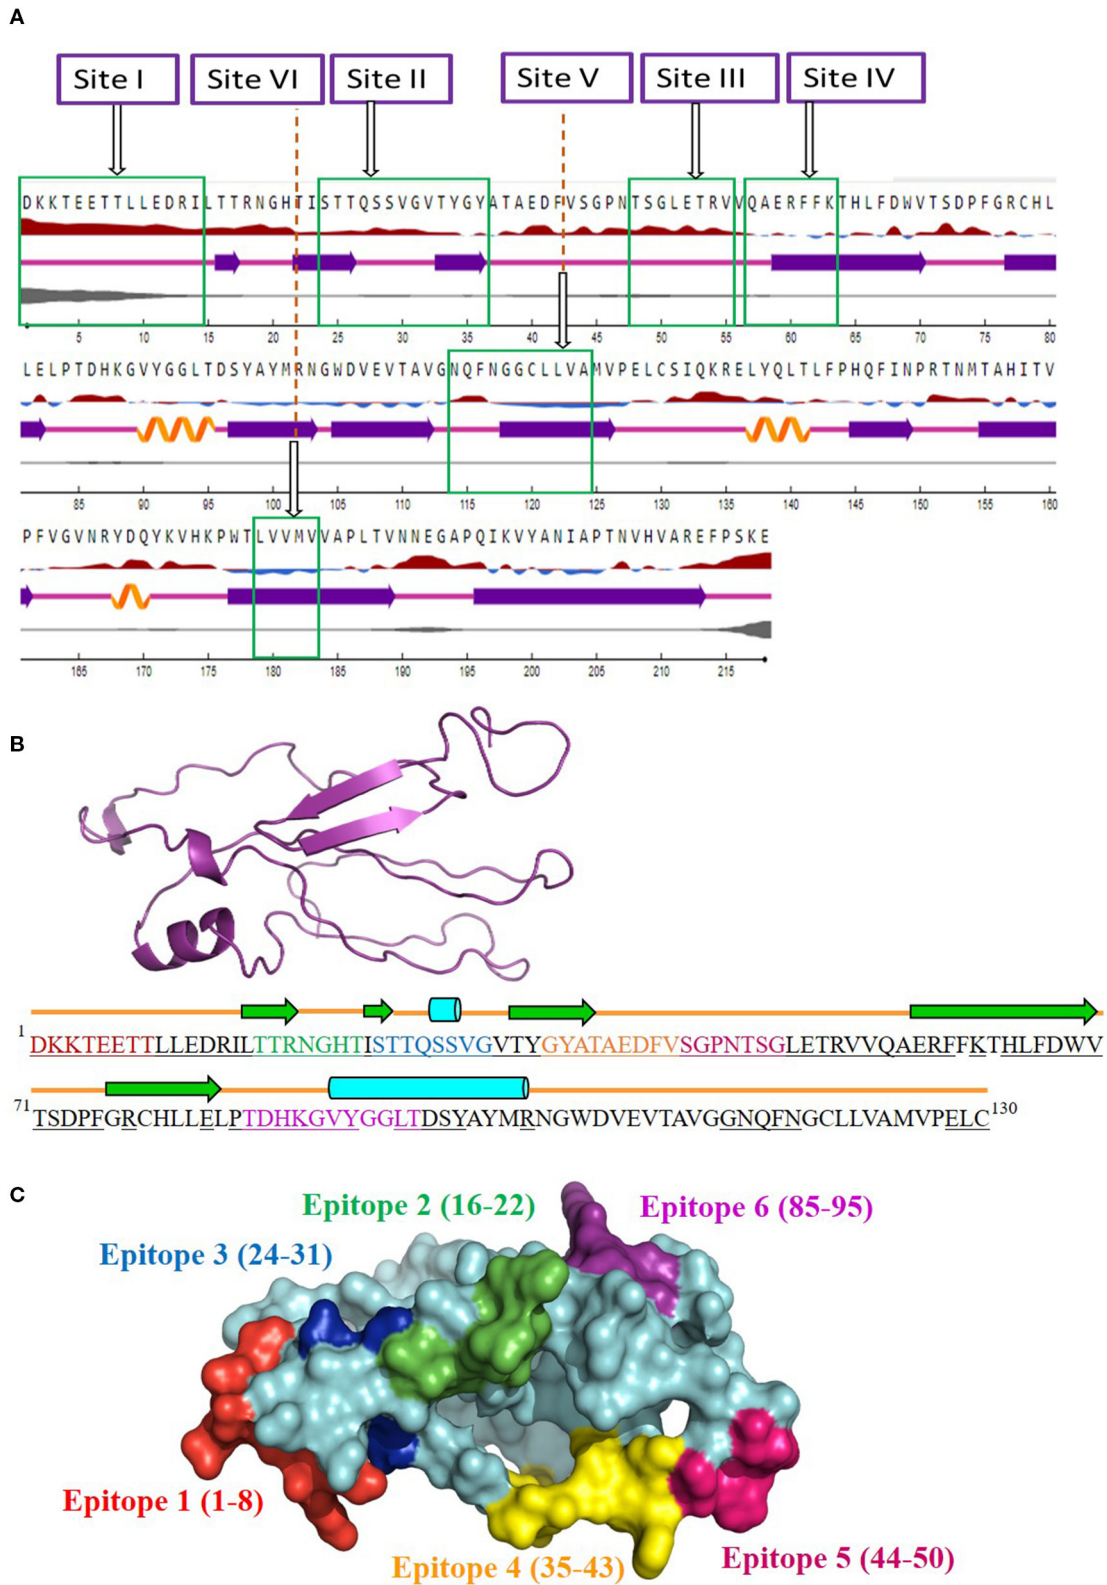 A
Site I Site VI Site II Site V Site III Site IV
DKKTEETTLLEDRILTTRNGHTISTTQSSVGVTYGYATAEDFVSGPNTSGLETRVVQAERFFKTHLFDWVTSDPFGRCHL
5 10 15 20 25 30 35 40 45 50 55 60 65 70 75 80
LELPTDHKGVYGGLTDSYAYMRNGWDVEVTAVGNQFNGGCLLVAMVPELCSIQKRELYQLTLFPHQFINPRTNMTAHITV
85 90 95 100 105 110 115 120 125 130 135 140 145 150 155 160
PFVGVNRYDQYKVHKPWTLVVMVVAPLTVNNEGAPQIKVYANIAPTNVHVAREFPSKE
165 170 175 180 185 190 195 200 205 210 215
B
1 DKKTEETTLLEDRILTTRNGHTISTTQSSVGVTYGYATAEDFVSGPNTSGLETRVVQAERFFKTHLFDWV
71 TSDPFGRCHLLELPTDHKGVYGGLTDSYAYMRNGWDVEVTAVGGNQFNGCLLVAMVPELC 130
C
Epitope 2 (16-22)
Epitope 6 (85-95)
Epitope 3 (24-31)
Epitope 1 (1-8)
Epitope 4 (35-43)
Epitope 5 (44-50)